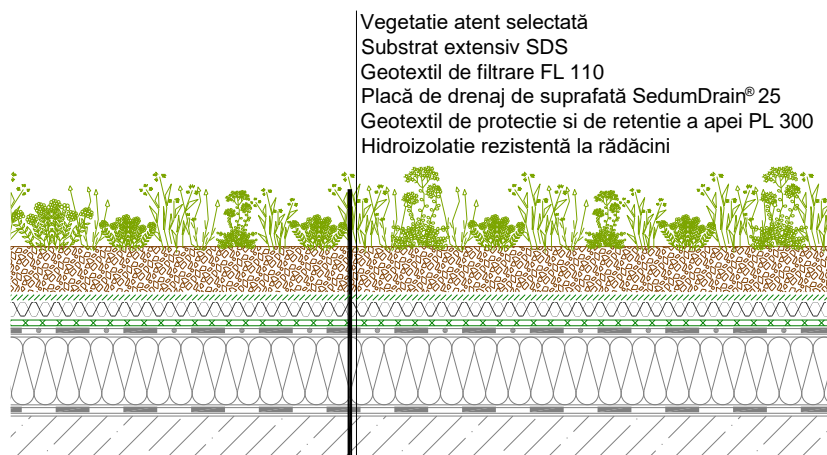 Vegetatie atent selectată
Substrat extensiv SDS
Geotextil de filtrare FL 110
Placă de drenaj de suprafată SedumDrain® 25
Geotextil de protectie si de retentie a apei PL 300
Hidroizolatie rezistentă la rădăcini